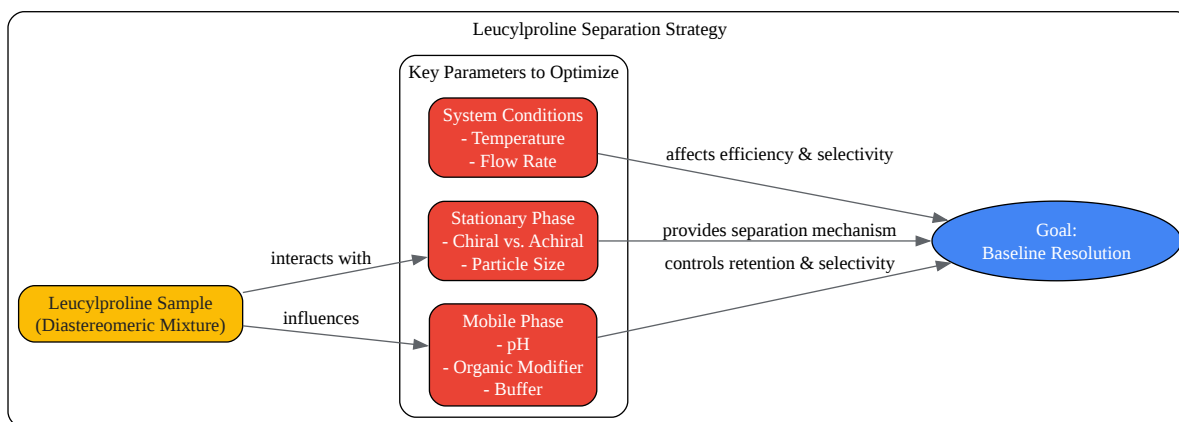 Leucylproline Separation Strategy
Key Parameters to Optimize
System Conditions
- Temperature
- Flow Rate
affects efficiency & selectivity
Stationary Phase
- Chiral vs. Achiral
- Particle Size
interacts with
provides separation mechanism
Goal:
Baseline Resolution
controls retention & selectivity
Leucylproline Sample
(Diastereomeric Mixture)
influences
Mobile Phase
- pH
- Organic Modifier
- Buffer